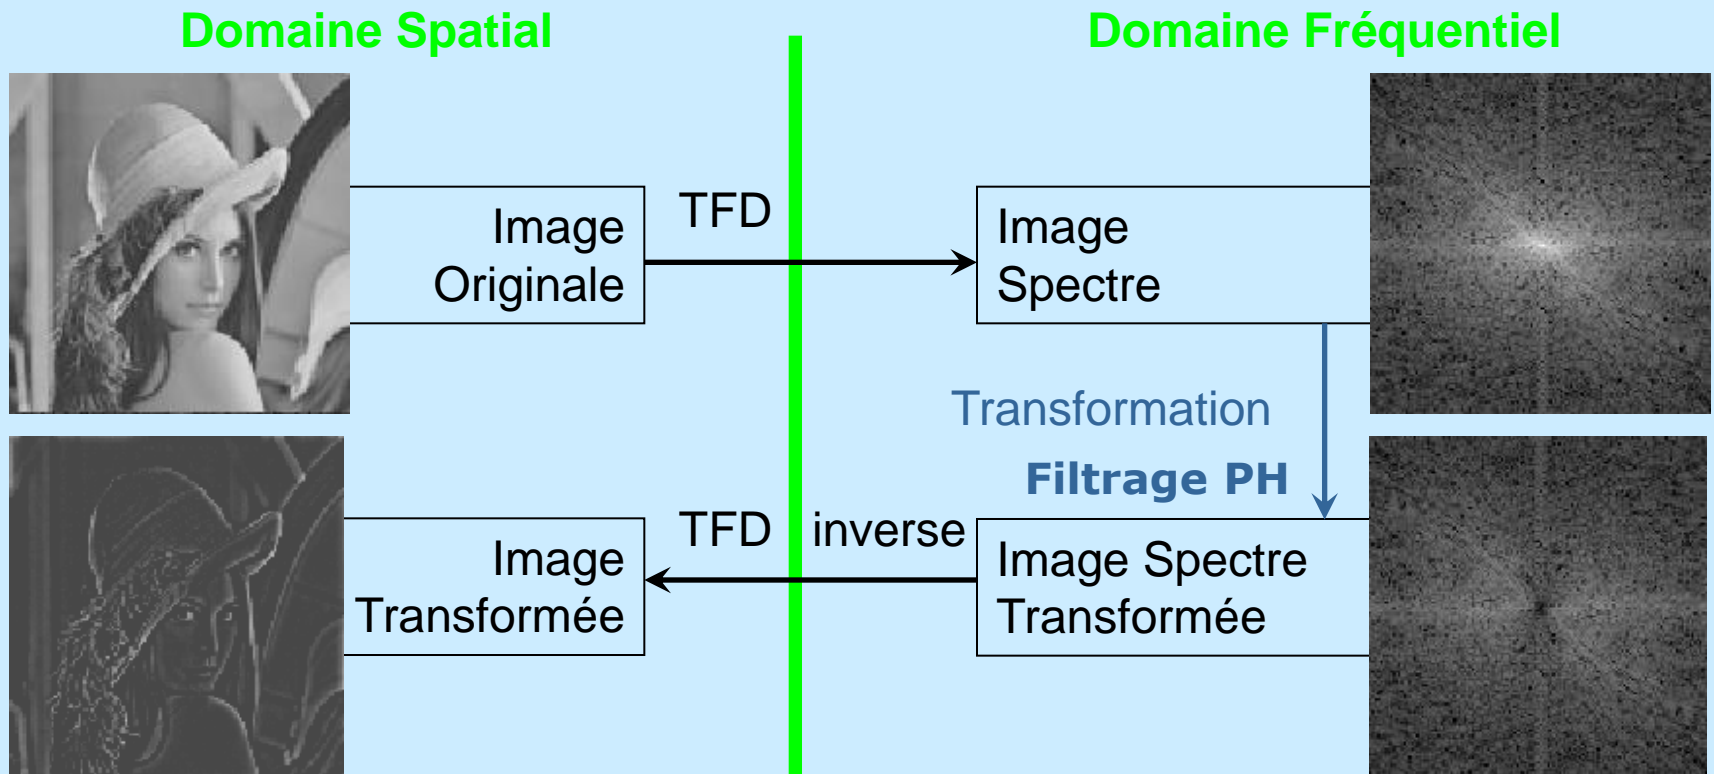 Domaine Spatial
Domaine Fréquentiel
Image
Originale
TFD
Image
Spectre
Transformation
Filtrage PH
Image
Transformée
TFD inverse
Image Spectre
Transformée